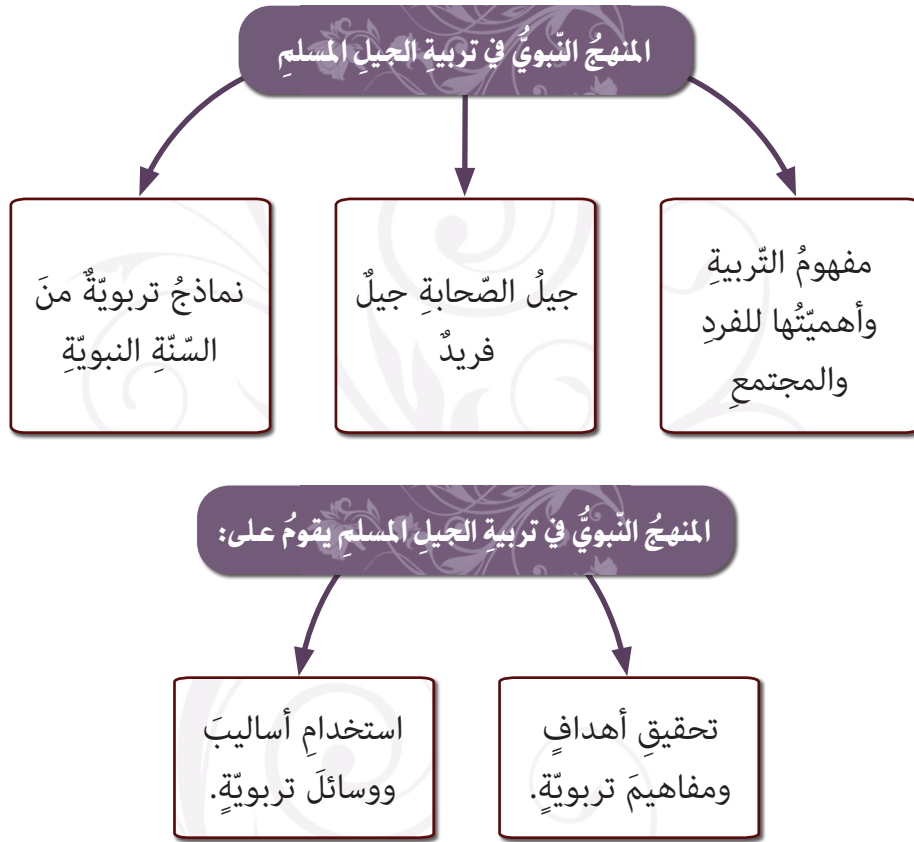 المنهجُ النّبويُّ في تربيةِ الجيلِ المسلمِ
مفهومُ التّربيةِ
وأهميّتُها للفردِ
والمجتمعِ
جيلُ الصّحابةِ جيلٌ
فريدٌ
نماذجُ تربويّةٌ منَ
السّنّةِ النبويّةِ
المنهجُ النّبويُّ في تربيةِ الجيلِ المسلمِ يقومُ على:
تحقيقِ أهدافٍ
ومفاهيمَ تربويّةٍ.
استخدامِ أساليبَ
ووسائلَ تربويّةٍ.